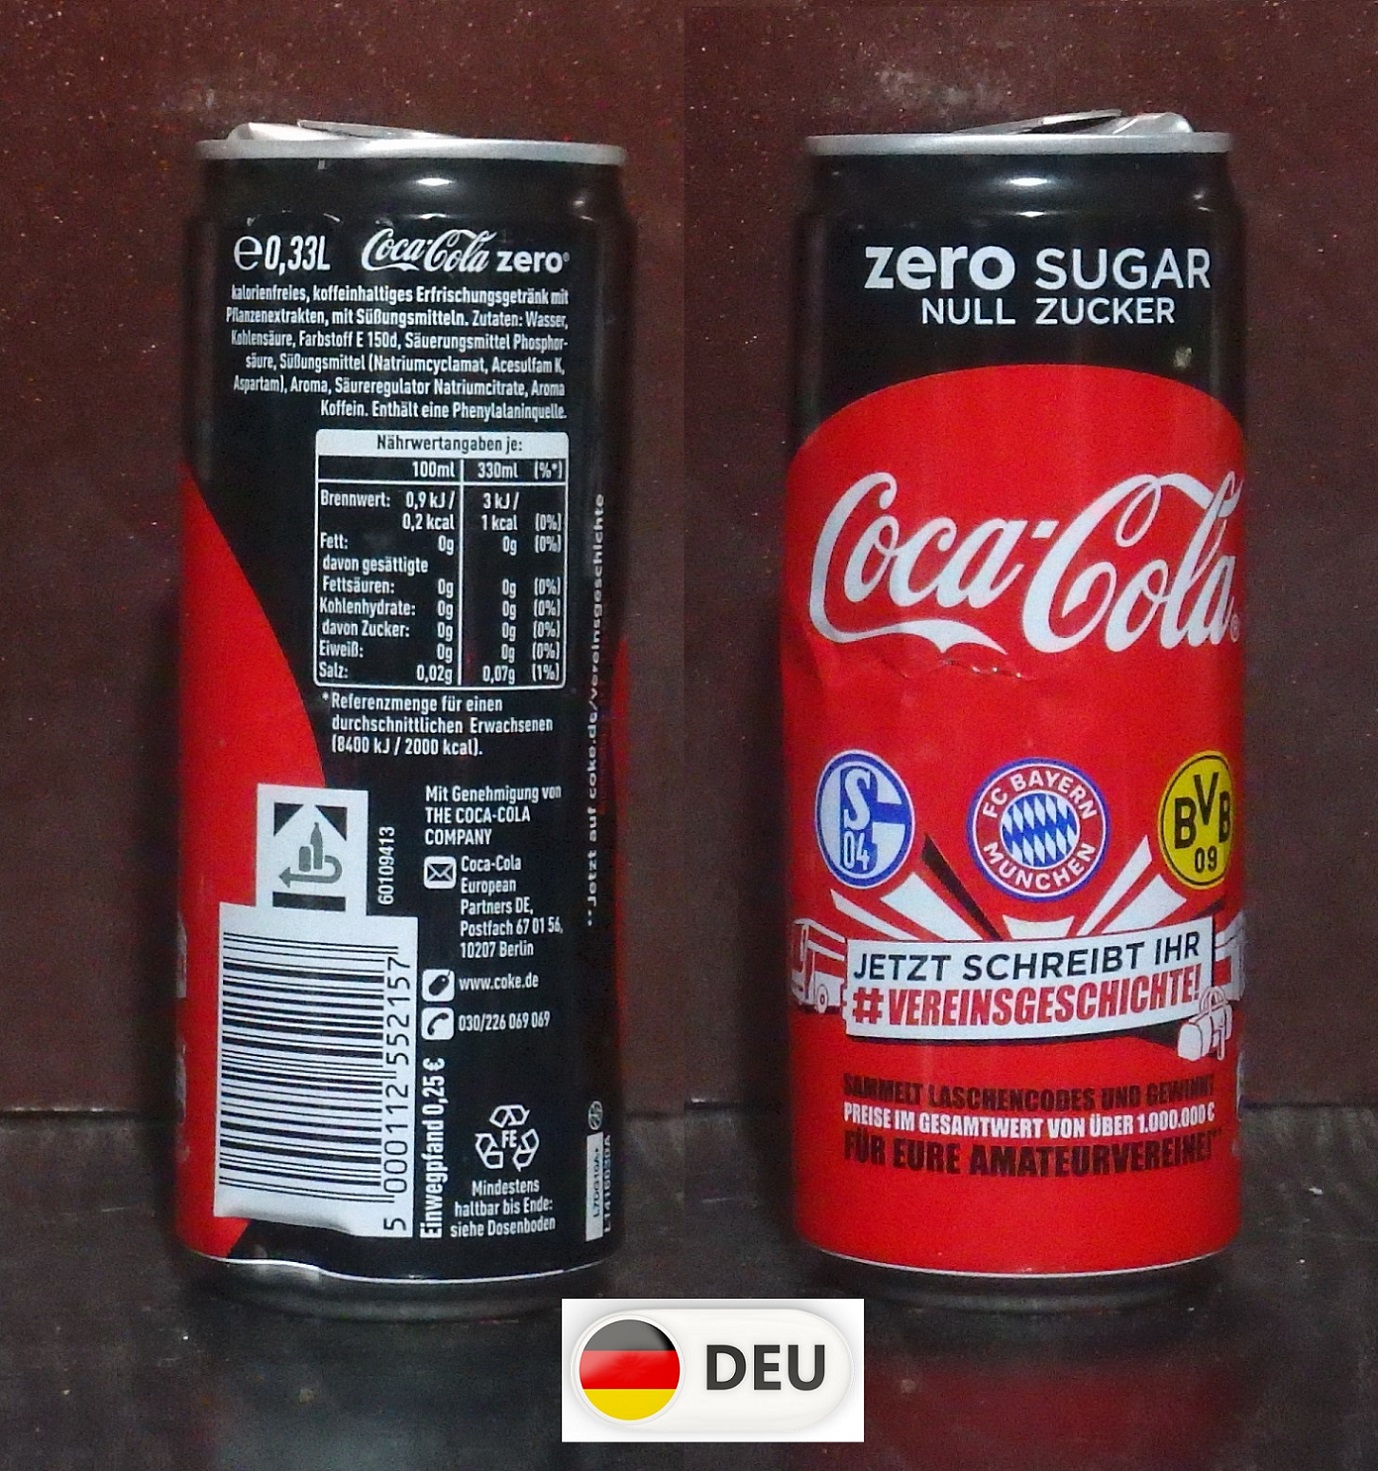 e 0,33L Coca-Cola zero®
kalorienfreies, koffeinhaltiges Erfrischungsgetränk mit
Pflanzenextrakten, mit Süßungsmitteln. Zutaten: Wasser,
Kohlensäure, Farbstoff E 150d, Säuerungsmittel Phosphor-
säure, Süßungsmittel (Natriumcyclamat, Acesulfam K,
Aspartam), Aroma, Säureregulator Natriumcitrate, Aroma
Koffein. Enthält eine Phenylalaninquelle.
Nährwertangaben je:
100ml 330ml (%*)
Brennwert: 0,9 kJ / 3 kJ /
0,2 kcal 1 kcal (0%)
Fett: 0g 0g (0%)
davon gesättigte
Fettsäuren: 0g 0g (0%)
Kohlenhydrate: 0g 0g (0%)
davon Zucker: 0g 0g (0%)
Eiweiß: 0g 0g (0%)
Salz: 0,02g 0,07g (1%)
*Referenzmenge für einen
durchschnittlichen Erwachsenen
(8400 kJ / 2000 kcal).
Mit Genehmigung von
THE COCA-COLA
COMPANY
Coca-Cola
European
Partners DE,
Postfach 67 01 56,
10207 Berlin
www.coke.de
030/226 069 069
60109413
5 000112 552157
Einwegpfand 0,25 €
FE
Mindestens
haltbar bis Ende:
siehe Dosenboden
**Jetzt auf coke.de/vereinsgeschichte
zero SUGAR
NULL ZUCKER
Coca-Cola®
S 04
FC BAYERN
MÜNCHEN
BVB
09
JETZT SCHREIBT IHR
#VEREINSGESCHICHTE!
SAMMELT LASCHENCODES UND GEWINNT
PREISE IM GESAMTWERT VON ÜBER 1.000.000 €
FÜR EURE AMATEURVEREINE!**
DEU